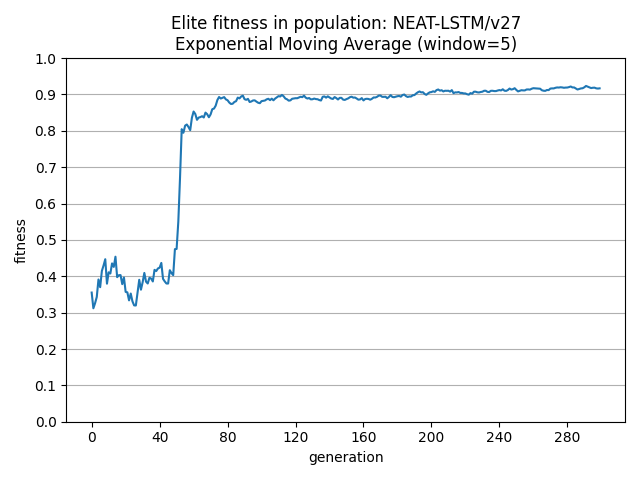 Elite fitness in population: NEAT-LSTM/v27
Exponential Moving Average (window=5)
1.0
0.9
0.8
0.7
0.6
0.5
0.4
0.3
0.2
0.1
0.0
fitness
0 40 80 120 160 200 240 280
generation